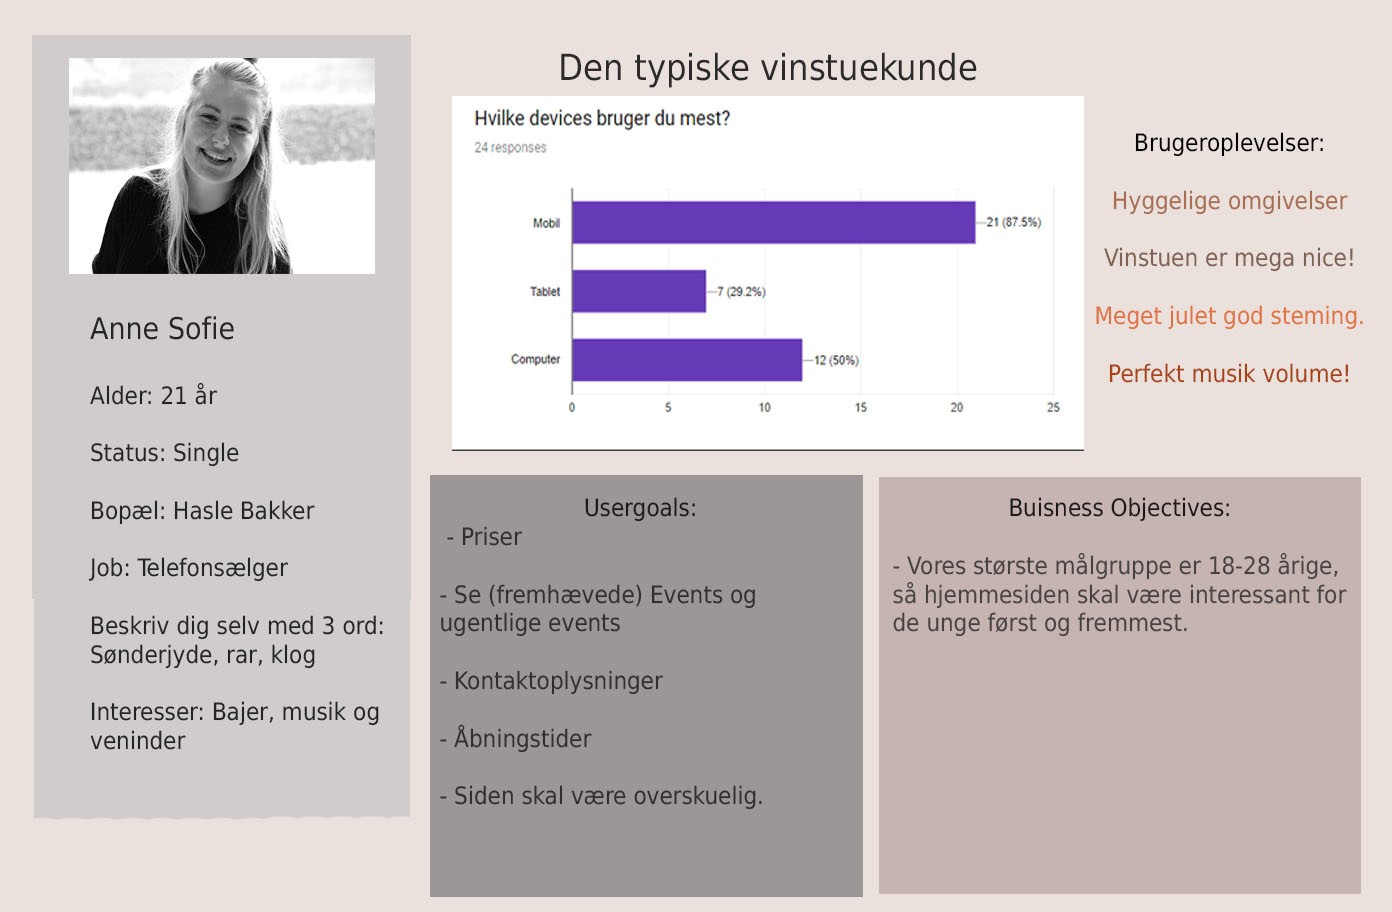 Den typiske vinstuekunde
Anne Sofie
Alder: 21 år
Status: Single
Bopæl: Hasle Bakker
Job: Telefonsælger
Beskriv dig selv med 3 ord:
Sønderjyde, rar, klog
Interesser: Bajer, musik og
veninder
Hvilke devices bruger du mest?
24 responses
Mobil
21 (87.5%)
Tablet
7 (29.2%)
Computer
12 (50%)
0 5 10 15 20 25
Brugeroplevelser:
Hyggelige omgivelser
Vinstuen er mega nice!
Meget julet god steming.
Perfekt musik volume!
Usergoals:
- Priser
- Se (fremhævede) Events og
ugentlige events
- Kontaktoplysninger
- Åbningstider
- Siden skal være overskuelig.
Buisness Objectives:
- Vores største målgruppe er 18-28 årige,
så hjemmesiden skal være interessant for
de unge først og fremmest.